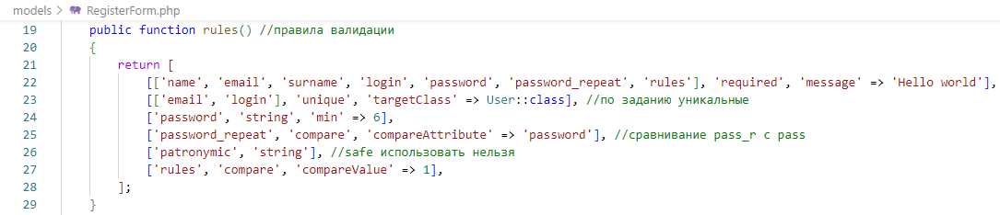 models > RegisterForm.php
19 public function rules() //правила валидации
20 {
21 return [
22 [['name', 'email', 'surname', 'login', 'password', 'password_repeat', 'rules'], 'required', 'message' => 'Hello world'],
23 [['email', 'login'], 'unique', 'targetClass' => User::class], //по заданию уникальные
24 ['password', 'string', 'min' => 6],
25 ['password_repeat', 'compare', 'compareAttribute' => 'password'], //сравнивание pass_r с pass
26 ['patronymic', 'string'], //safe использовать нельзя
27 ['rules', 'compare', 'compareValue' => 1],
28 ];
29 }